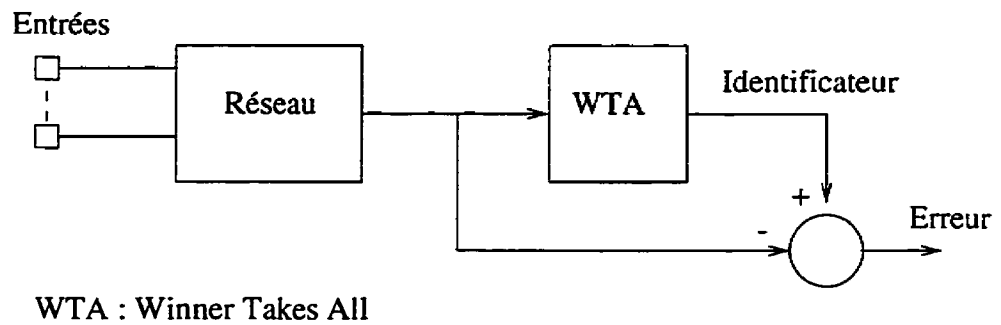 Entrées
Réseau
WTA
Identificateur
+
-
Erreur
WTA : Winner Takes All